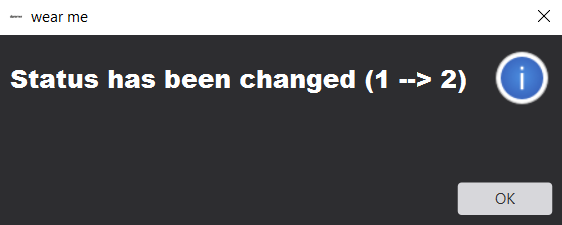 wear me
Status has been changed (1 --> 2)
OK